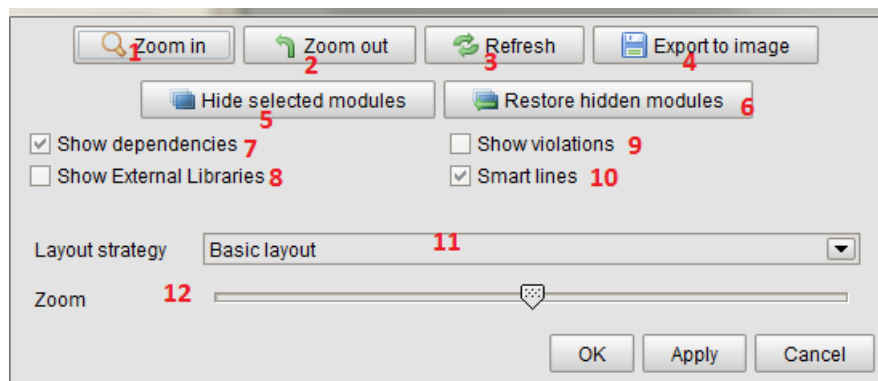 Zoom in Zoom out Refresh Export to image
1 2 3 4
Hide selected modules Restore hidden modules 6
5
Show dependencies 7 Show violations 9
Show External Libraries 8 Smart lines 10
Layout strategy Basic layout 11
Zoom 12
OK Apply Cancel